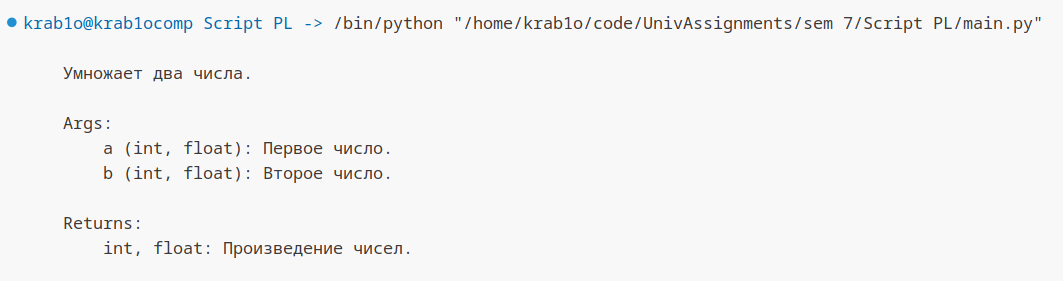 krab1o@krab1ocomp Script PL -> /bin/python "/home/krab1o/code/UnivAssignments/sem 7/Script PL/main.py"
Умножает два числа.
Args:
a (int, float): Первое число.
b (int, float): Второе число.
Returns:
int, float: Произведение чисел.